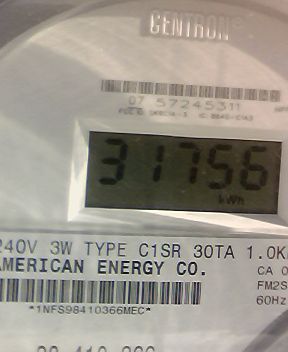 CENTRON
07 57245311
31756
kWh
240V 3W TYPE C1SR 30TA 1.0K
AMERICAN ENERGY CO.
CA 0
FM2S
60Hz
*1NFS98410366MEC*